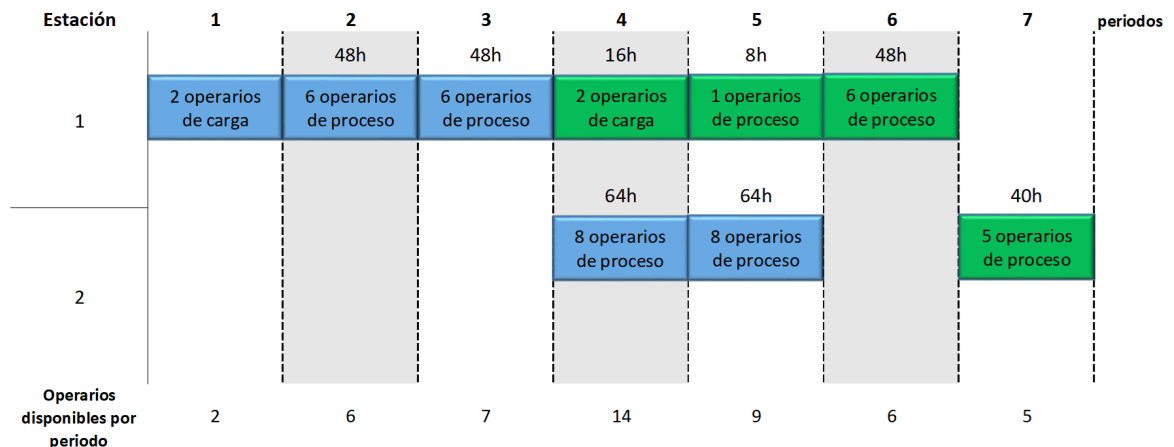 Estación 1 2 3 4 5 6 7 periodos
48h 48h 16h 8h 48h
1
2 operarios de carga
6 operarios de proceso
6 operarios de proceso
2 operarios de carga
1 operarios de proceso
6 operarios de proceso
64h 64h 40h
2
8 operarios de proceso
8 operarios de proceso
5 operarios de proceso
Operarios
disponibles por
periodo
2 6 7 14 9 6 5